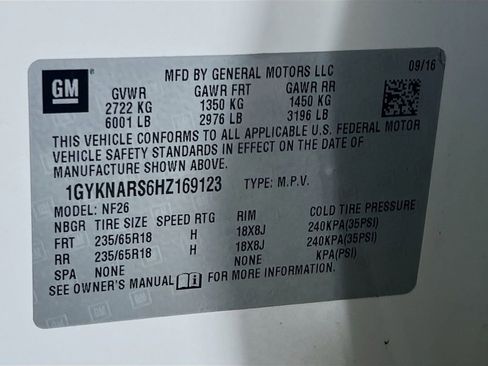 GM
MFD BY GENERAL MOTORS LLC 09/16
GVWR GAWR FRT GAWR RR
2722 KG 1350 KG 1450 KG
6001 LB 2976 LB 3196 LB
THIS VEHICLE CONFORMS TO ALL APPLICABLE U.S. FEDERAL MOTOR
VEHICLE SAFETY STANDARDS IN EFFECT ON THE DATE OF
MANUFACTURE SHOWN ABOVE.
1GYKNARS6HZ169123 TYPE: M.P.V.
MODEL: NF26
NBGR TIRE SIZE SPEED RTG RIM COLD TIRE PRESSURE
FRT 235/65R18 H 18X8J 240KPA(35PSI)
RR 235/65R18 H 18X8J 240KPA(35PSI)
SPA NONE NONE KPA(PSI)
SEE OWNER'S MANUAL FOR MORE INFORMATION.